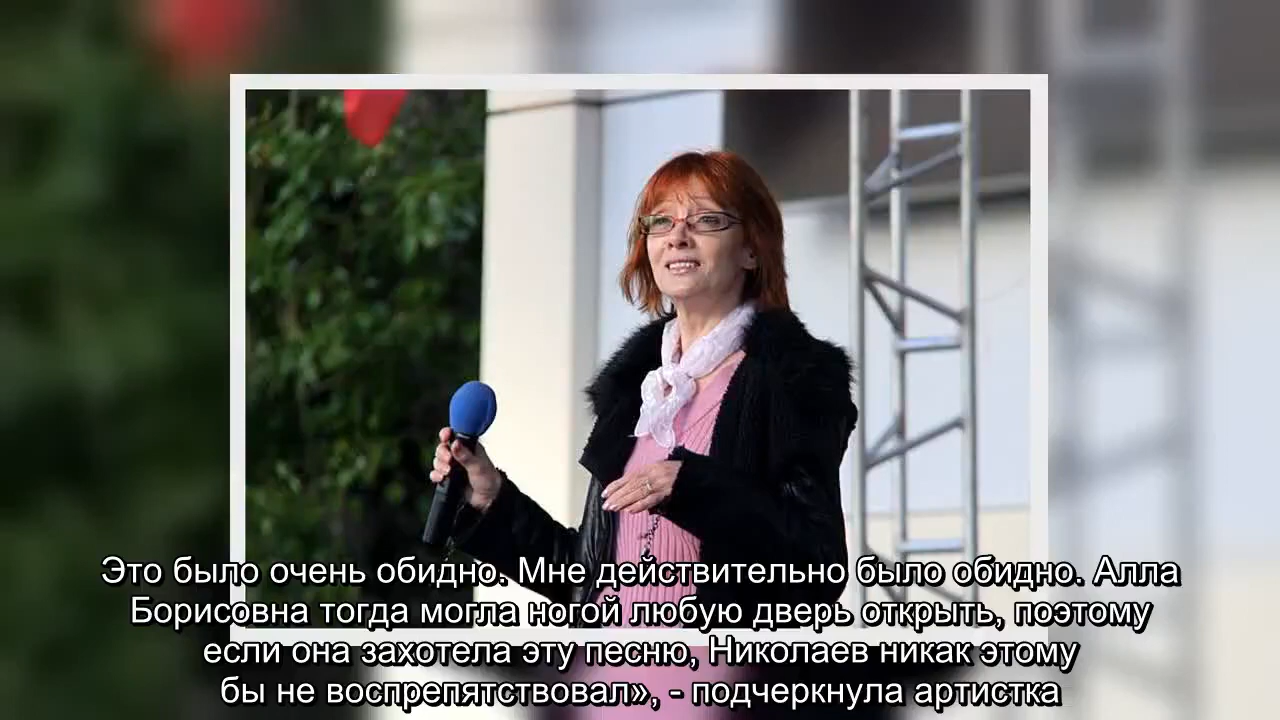 Это было очень обидно. Мне действительно было обидно. Алла
Борисовна тогда могла ногой любую дверь открыть, поэтому
если она захотела эту песню, Николаев никак этому
бы не воспрепятствовал», - подчеркнула артистка